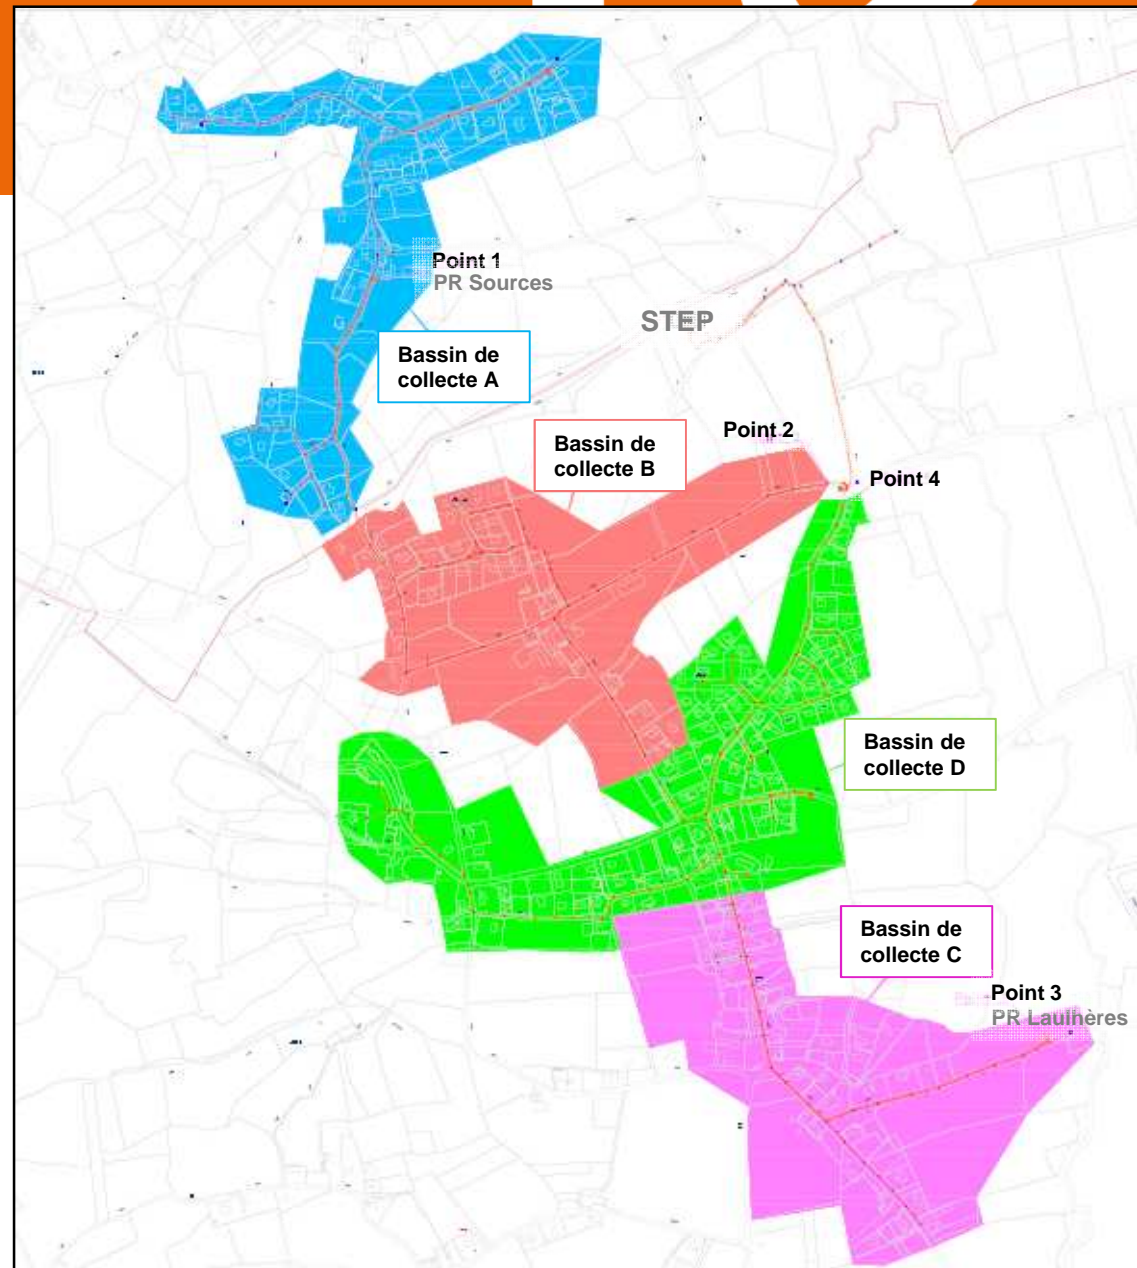 Point 1
PR Sources
STEP
Bassin de
collecte A
Bassin de
collecte B
Point 2
Point 4
Bassin de
collecte D
Bassin de
collecte C
Point 3
PR Laulhères